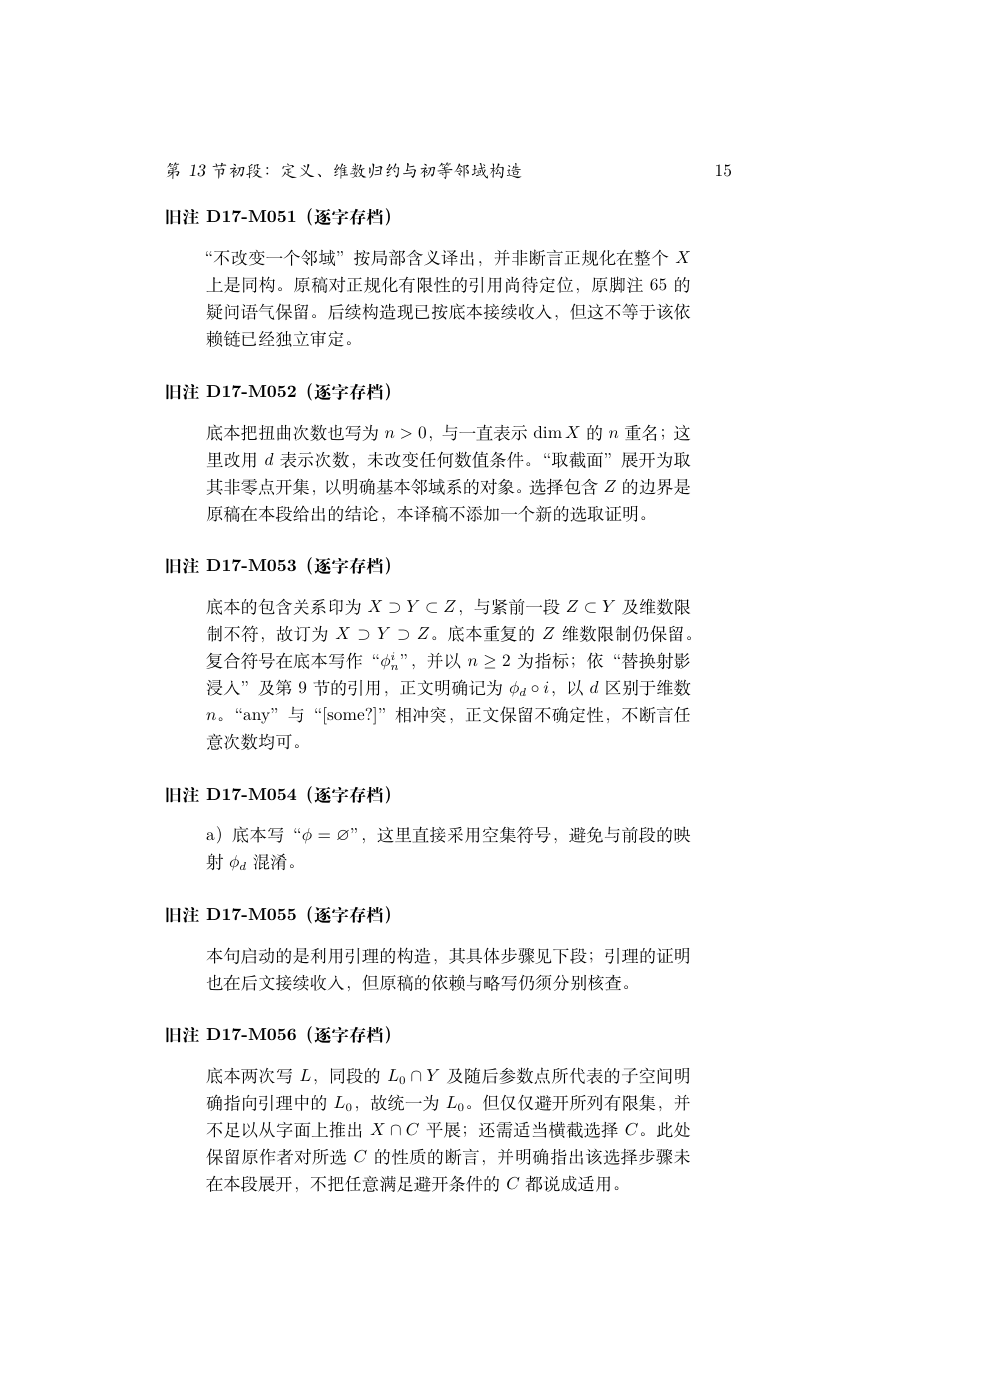 第 13 节初段：定义、维数归约与初等邻域构造 15
旧注 D17-M051（逐字存档）
“不改变一个邻域”按局部含义译出，并非断言正规化在整个 X
上是同构。原稿对正规化有限性的引用尚待定位，原脚注 65 的
疑问语气保留。后续构造现已按底本接续收入，但这不等于该依
赖链已经独立审定。
旧注 D17-M052（逐字存档）
底本把扭曲次数也写为 n > 0，与一直表示 dim X 的 n 重名；这
里改用 d 表示次数，未改变任何数值条件。“取截面”展开为取
其非零点开集，以明确基本邻域系的对象。选择包含 Z 的边界是
原稿在本段给出的结论，本译稿不添加一个新的选取证明。
旧注 D17-M053（逐字存档）
底本的包含关系印为 X ⊃ Y ⊂ Z，与紧前一段 Z ⊂ Y 及维数限
制不符，故订为 X ⊃ Y ⊃ Z。底本重复的 Z 维数限制仍保留。
复合符号在底本写作“ϕₙⁱ”，并以 n ≥ 2 为指标；依“替换射影
浸入”及第 9 节的引用，正文明确记为 ϕ_d ∘ i，以 d 区别于维数
n。“any”与“[some?]”相冲突，正文保留不确定性，不断言任
意次数均可。
旧注 D17-M054（逐字存档）
a）底本写“ϕ = ∅”，这里直接采用空集符号，避免与前段的映
射 ϕ_d 混淆。
旧注 D17-M055（逐字存档）
本句启动的是利用引理的构造，其具体步骤见下段；引理的证明
也在后文接续收入，但原稿的依赖与略写仍须分别核查。
旧注 D17-M056（逐字存档）
底本两次写 L，同段的 L₀ ∩ Y 及随后参数点所代表的子空间明
确指向引理中的 L₀，故统一为 L₀。但仅仅避开所列有限集，并
不足以从字面上推出 X ∩ C 平展；还需适当横截选择 C。此处
保留原作者对所选 C 的性质的断言，并明确指出该选择步骤未
在本段展开，不把任意满足避开条件的 C 都说成适用。